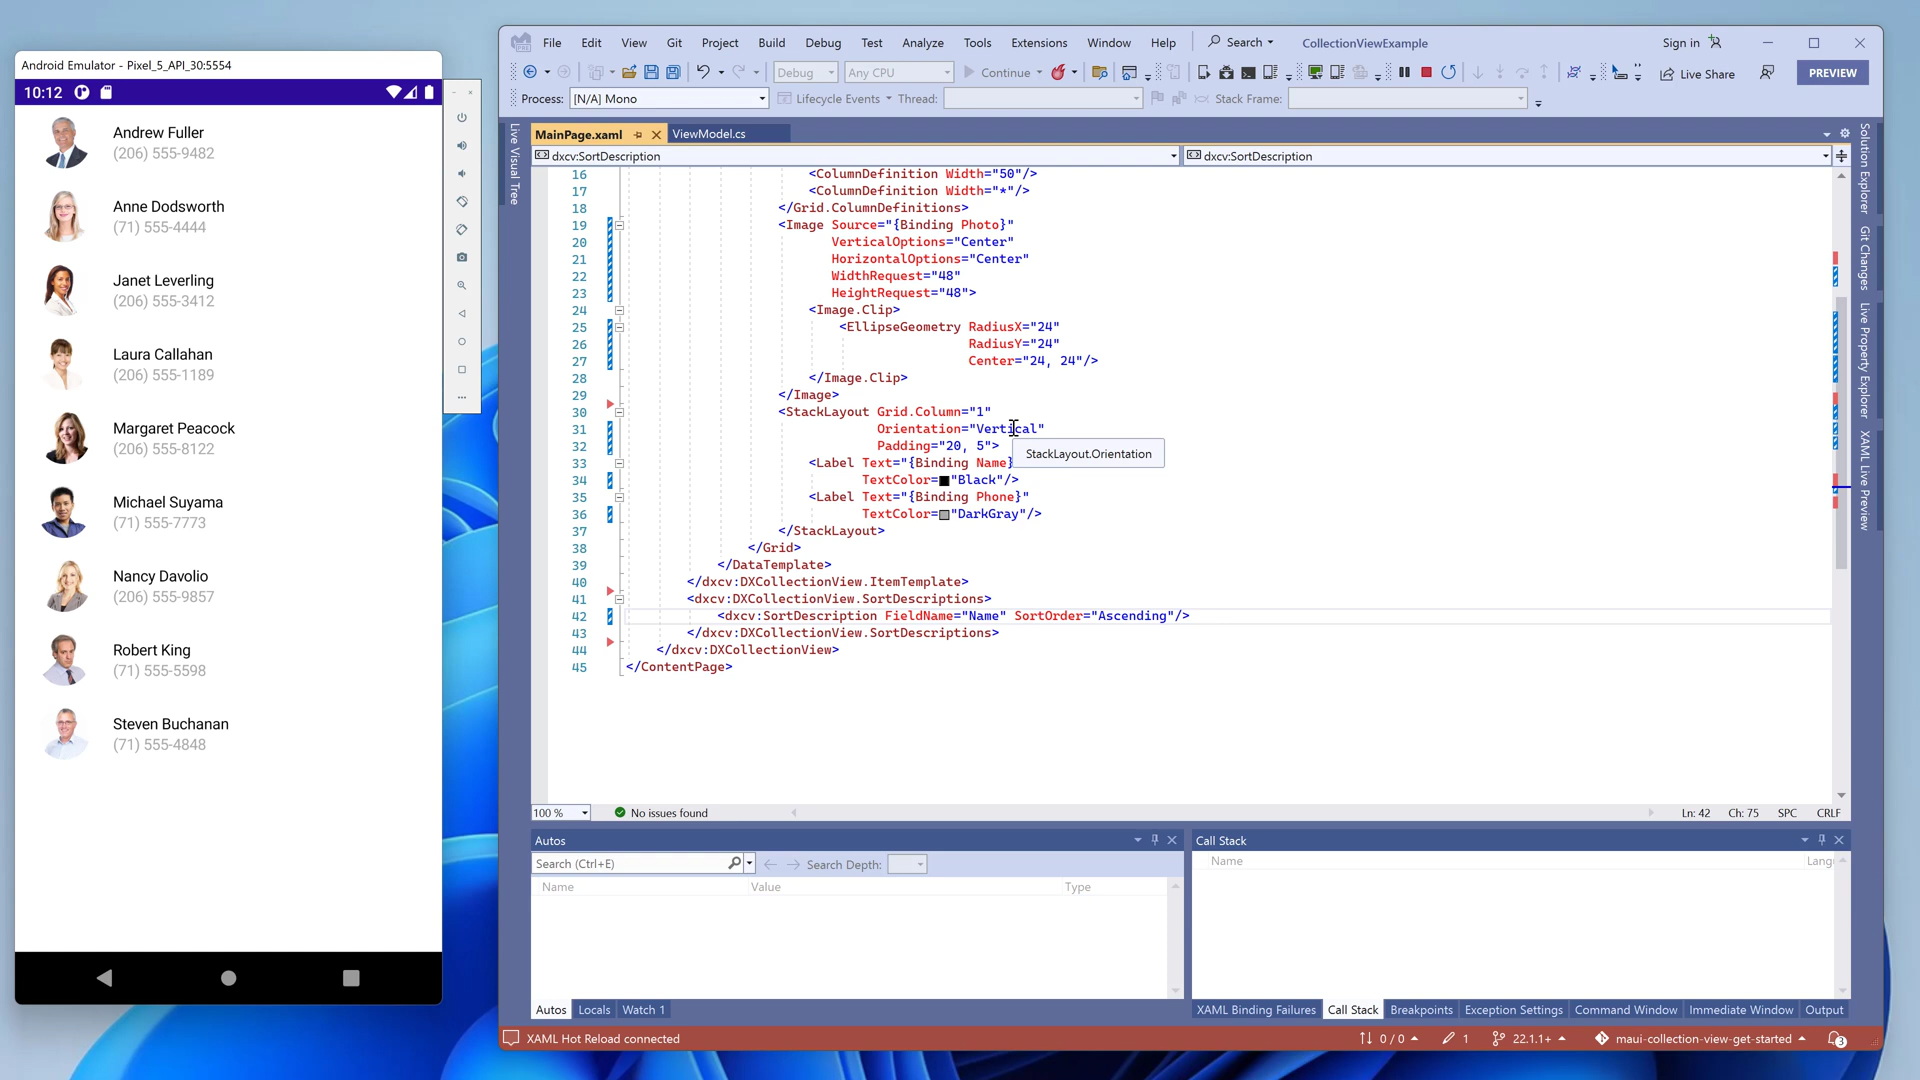 Android Emulator - Pixel_5_API_30:5554
10:12
Andrew Fuller
(206) 555-9482
Anne Dodsworth
(71) 555-4444
Janet Leverling
(206) 555-3412
Laura Callahan
(206) 555-1189
Margaret Peacock
(206) 555-8122
Michael Suyama
(71) 555-7773
Nancy Davolio
(206) 555-9857
Robert King
(71) 555-5598
Steven Buchanan
(71) 555-4848
File Edit View Git Project Build Debug Test Analyze Tools Extensions Window Help Search CollectionViewExample Sign in
Debug Any CPU Continue Live Share PREVIEW
Process: [N/A] Mono Lifecycle Events Thread: Stack Frame:
Live Visual Tree
MainPage.xaml ViewModel.cs
dxcv:SortDescription dxcv:SortDescription
16 <ColumnDefinition Width="50"/>
17 <ColumnDefinition Width="*"/>
18 </Grid.ColumnDefinitions>
19 <Image Source="{Binding Photo}"
20 VerticalOptions="Center"
21 HorizontalOptions="Center"
22 WidthRequest="48"
23 HeightRequest="48">
24 <Image.Clip>
25 <EllipseGeometry RadiusX="24"
26 RadiusY="24"
27 Center="24, 24"/>
28 </Image.Clip>
29 </Image>
30 <StackLayout Grid.Column="1"
31 Orientation="Vertical"
32 Padding="20, 5">
StackLayout.Orientation
33 <Label Text="{Binding Name}
34 TextColor="Black"/>
35 <Label Text="{Binding Phone}"
36 TextColor="DarkGray"/>
37 </StackLayout>
38 </Grid>
39 </DataTemplate>
40 </dxcv:DXCollectionView.ItemTemplate>
41 <dxcv:DXCollectionView.SortDescriptions>
42 <dxcv:SortDescription FieldName="Name" SortOrder="Ascending"/>
43 </dxcv:DXCollectionView.SortDescriptions>
44 </dxcv:DXCollectionView>
45 </ContentPage>
Solution Explorer
Git Changes
Live Property Explorer
XAML Live Preview
100 % No issues found Ln: 42 Ch: 75 SPC CRLF
Autos
Search (Ctrl+E) Search Depth:
Name Value Type
Autos Locals Watch 1
Call Stack
Name Lang
XAML Binding Failures Call Stack Breakpoints Exception Settings Command Window Immediate Window Output
XAML Hot Reload connected 0 / 0 1 22.1.1+ maui-collection-view-get-started 3